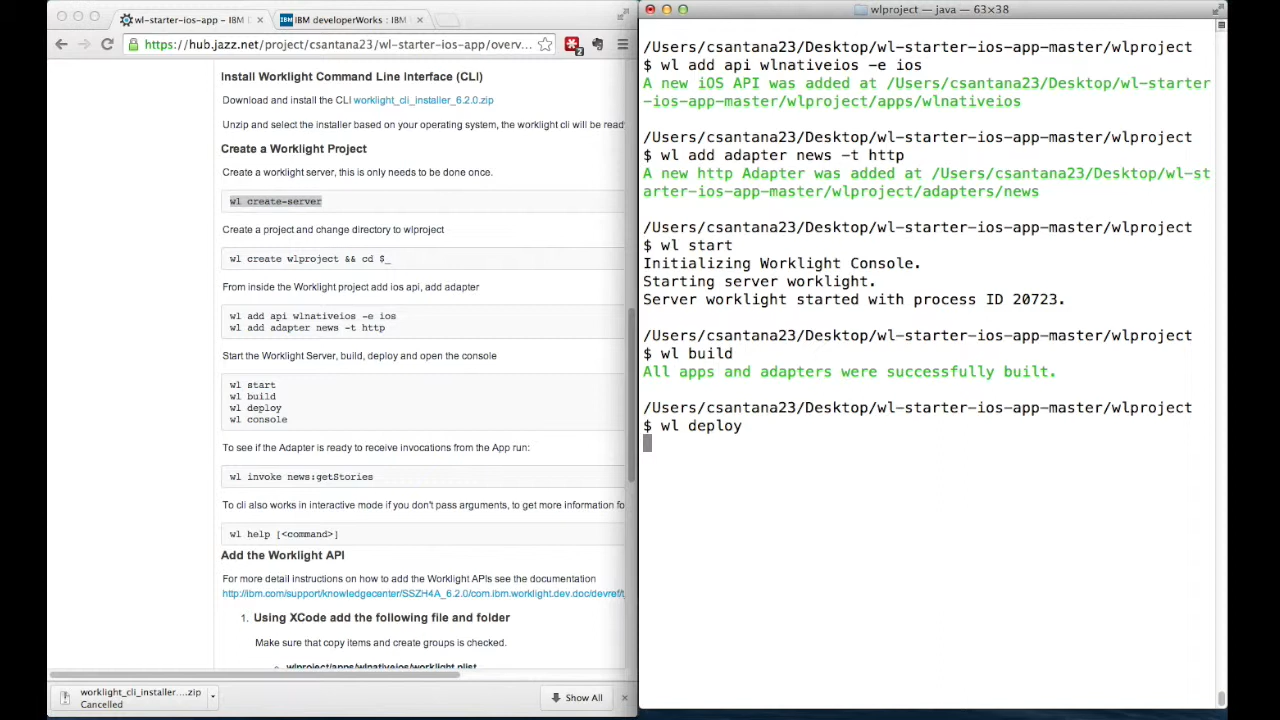 wl-starter-ios-app – IBM
IBM developerWorks : IBM
https://hub.jazz.net/project/csantana23/wl-starter-ios-app/overv...
2
Install Worklight Command Line Interface (CLI)
Download and install the CLI worklight_cli_installer_6.2.0.zip
Unzip and select the installer based on your operating system, the worklight cli will be read
Create a Worklight Project
Create a worklight server, this is only needs to be done once.
wl create-server
Create a project and change directory to wlproject
wl create wlproject && cd $_
From inside the Worklight project add ios api, add adapter
wl add api wlnativeios -e ios
wl add adapter news -t http
Start the Worklight Server, build, deploy and open the console
wl start
wl build
wl deploy
wl console
To see if the Adapter is ready to receive invocations from the App run:
wl invoke news:getStories
To cli also works in interactive mode if you don't pass arguments, to get more information fo
wl help [<command>]
Add the Worklight API
For more detail instructions on how to add the Worklight APIs see the documentation
http://ibm.com/support/knowledgecenter/SSZH4A_6.2.0/com.ibm.worklight.dev.doc/devref/t
1. Using XCode add the following file and folder
Make sure that copy items and create groups is checked.
wlproject/apps/wlnativeios/worklight.plist
worklight_cli_installer....zip
Cancelled
Show All
wlproject — java — 63×38
/Users/csantana23/Desktop/wl-starter-ios-app-master/wlproject
$ wl add api wlnativeios -e ios
A new iOS API was added at /Users/csantana23/Desktop/wl-starter
-ios-app-master/wlproject/apps/wlnativeios
/Users/csantana23/Desktop/wl-starter-ios-app-master/wlproject
$ wl add adapter news -t http
A new http Adapter was added at /Users/csantana23/Desktop/wl-st
arter-ios-app-master/wlproject/adapters/news
/Users/csantana23/Desktop/wl-starter-ios-app-master/wlproject
$ wl start
Initializing Worklight Console.
Starting server worklight.
Server worklight started with process ID 20723.
/Users/csantana23/Desktop/wl-starter-ios-app-master/wlproject
$ wl build
All apps and adapters were successfully built.
/Users/csantana23/Desktop/wl-starter-ios-app-master/wlproject
$ wl deploy